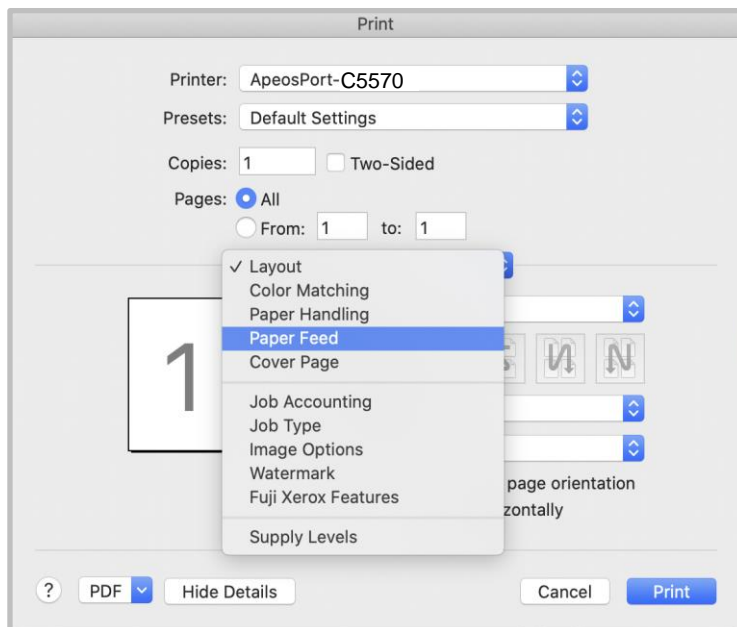 Print
Printer: ApeosPort-C5570
Presets: Default Settings
Copies: 1 Two-Sided
Pages: All
From: 1 to: 1
✓ Layout
Color Matching
Paper Handling
Paper Feed
Cover Page
1
Job Accounting
Job Type
Image Options
Watermark
page orientation
Fuji Xerox Features
zontally
Supply Levels
? PDF Hide Details Cancel Print